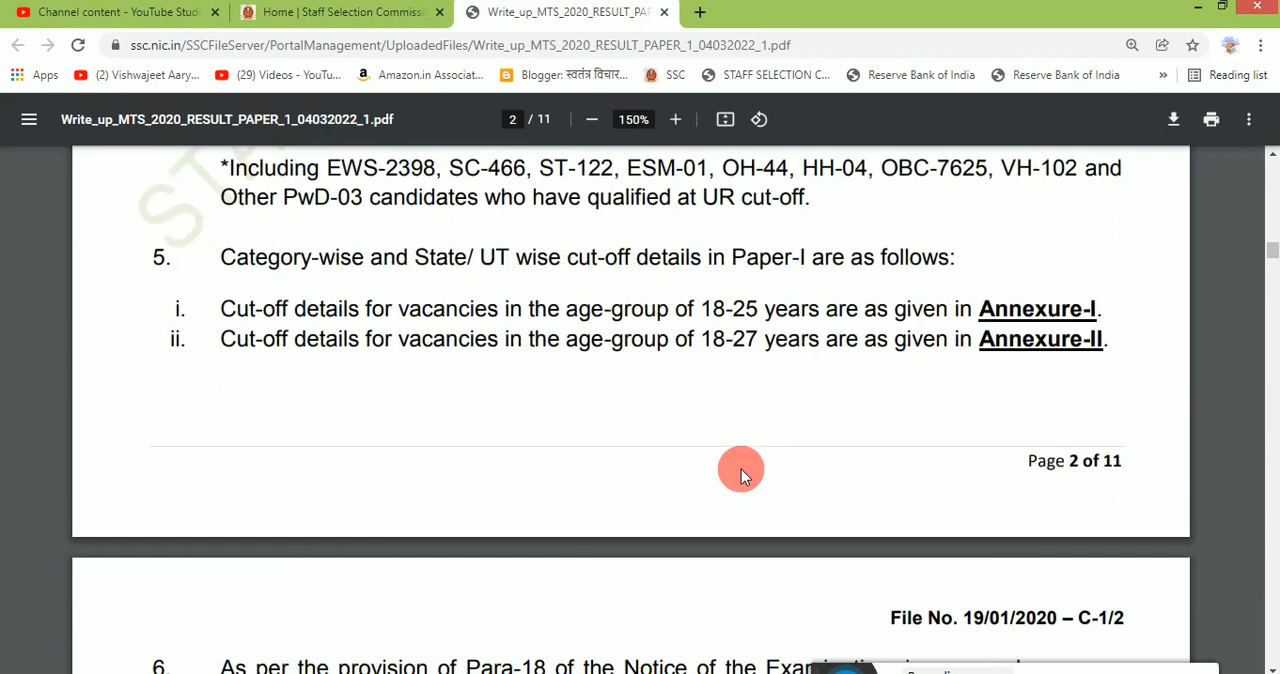 Channel content - YouTube Stud
Home | Staff Selection Commissi
Write_up_MTS_2020_RESULT_PAP
ssc.nic.in/SSCFileServer/PortalManagement/UploadedFiles/Write_up_MTS_2020_RESULT_PAPER_1_04032022_1.pdf
Apps
(2) Vishwajeet Aary...
(29) Videos - YouTu...
Amazon.in Associat...
Blogger: स्वतंत्र विचार...
SSC
STAFF SELECTION C...
Reserve Bank of India
Reserve Bank of India
»
Reading list
Write_up_MTS_2020_RESULT_PAPER_1_04032022_1.pdf
2 / 11
150%
*Including EWS-2398, SC-466, ST-122, ESM-01, OH-44, HH-04, OBC-7625, VH-102 and
Other PwD-03 candidates who have qualified at UR cut-off.
5. Category-wise and State/ UT wise cut-off details in Paper-I are as follows:
i. Cut-off details for vacancies in the age-group of 18-25 years are as given in Annexure-I.
ii. Cut-off details for vacancies in the age-group of 18-27 years are as given in Annexure-II.
Page 2 of 11
File No. 19/01/2020 – C-1/2
6. As per the provision of Para-18 of the Notice of the